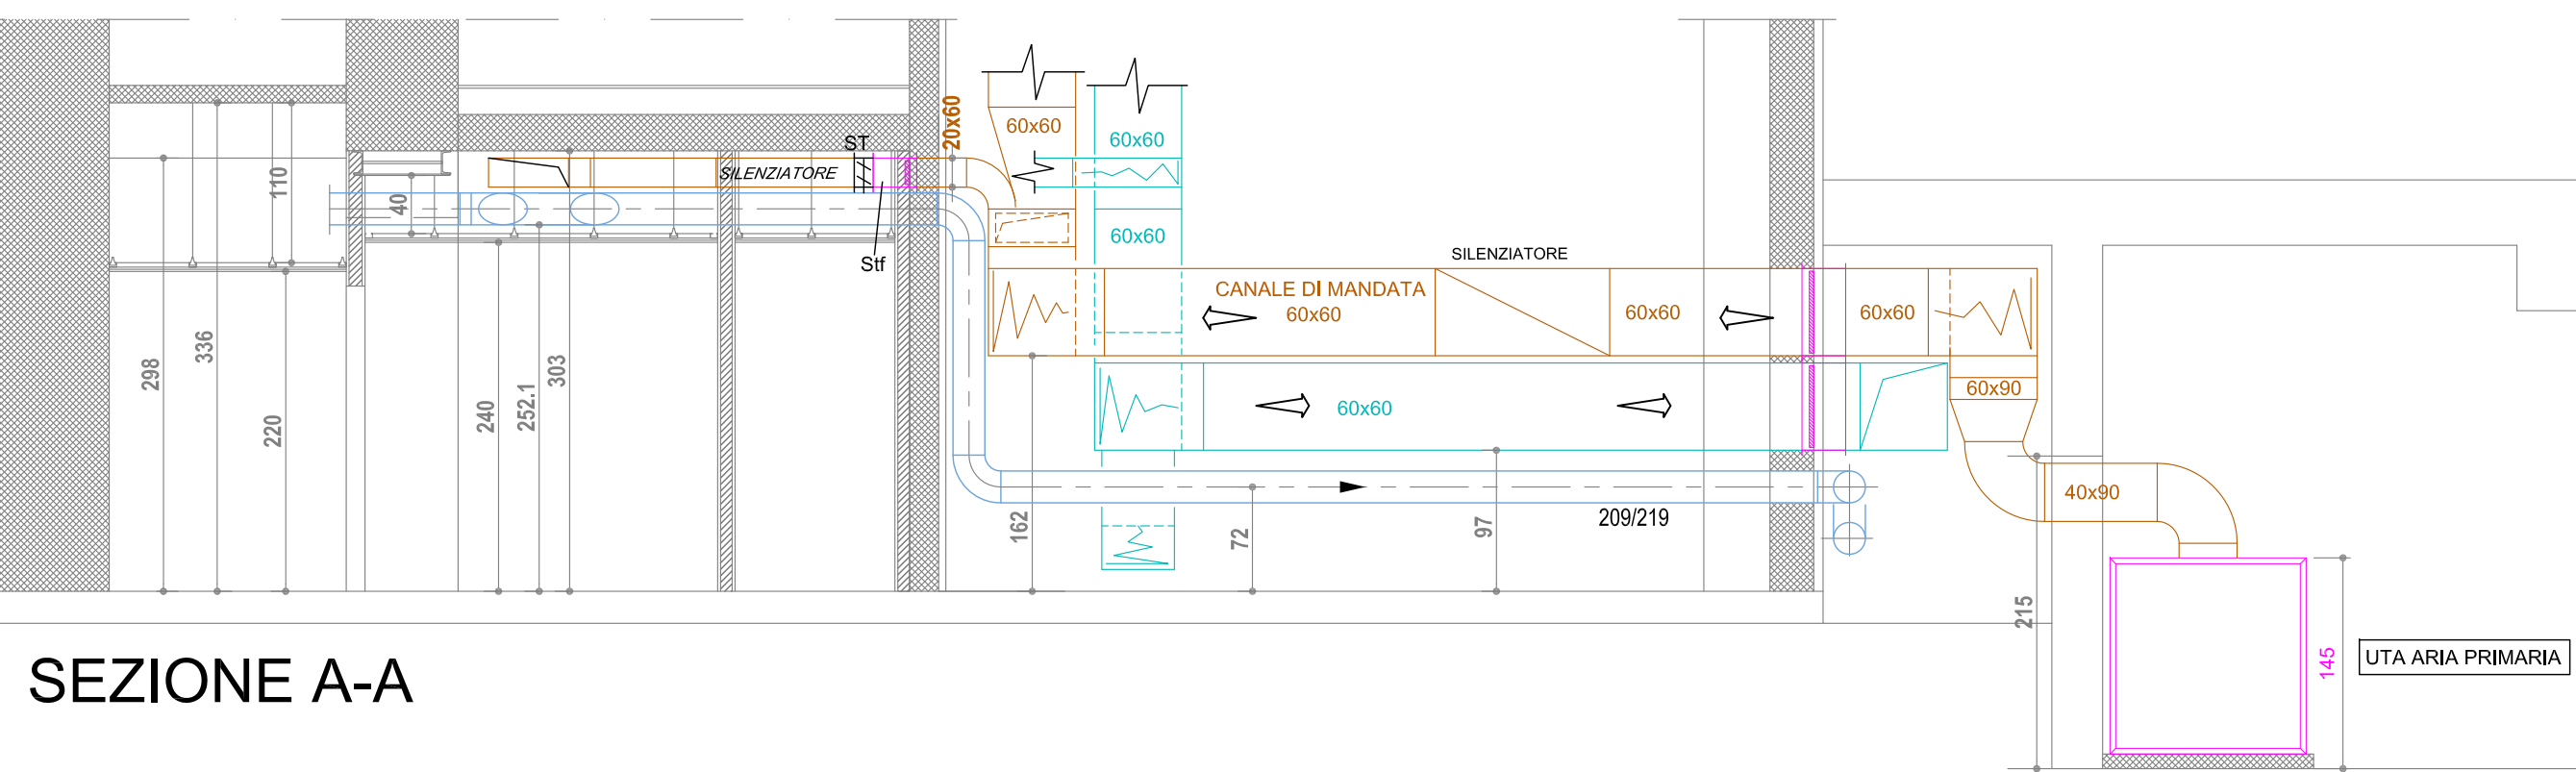 20x60
60x60
60x60
ST
SILENZIATORE
110
40
60x60
Stf
SILENZIATORE
CANALE DI MANDATA
60x60
60x60
60x60
298
336
303
252.1
240
220
60x90
60x60
40x90
162
72
97
209/219
215
145
UTA ARIA PRIMARIA
SEZIONE A-A